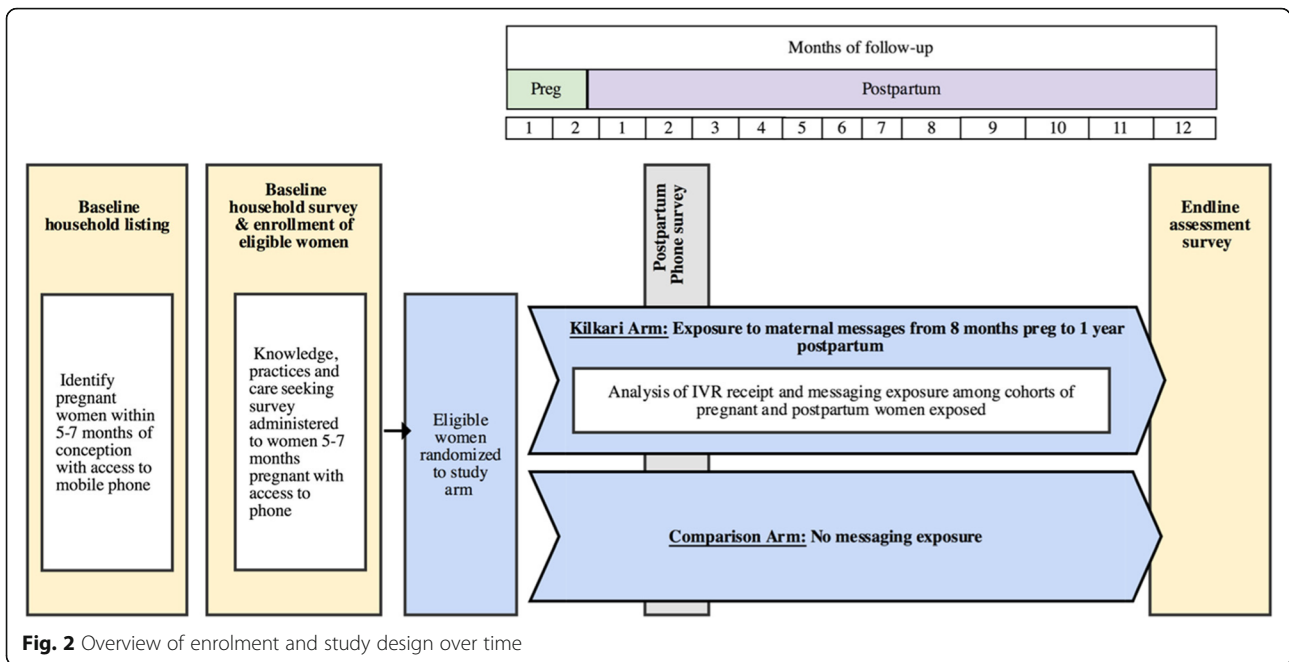 Months of follow-up
Preg
Postpartum
1 2 1 2 3 4 5 6 7 8 9 10 11 12
Baseline
household listing
Identify
pregnant
women within
5-7 months of
conception
with access to
mobile phone
Baseline
household survey
& enrollment of
eligible women
Knowledge,
practices and
care seeking
survey
administered
to women 5-7
months
pregnant with
access to
phone
Eligible
women
randomized
to study
arm
Postpartum
Phone survey
Kilkari Arm: Exposure to maternal messages from 8 months preg to 1 year
postpartum
Analysis of IVR receipt and messaging exposure among cohorts of
pregnant and postpartum women exposed
Comparison Arm: No messaging exposure
Endline
assessment
survey
Fig. 2 Overview of enrolment and study design over time